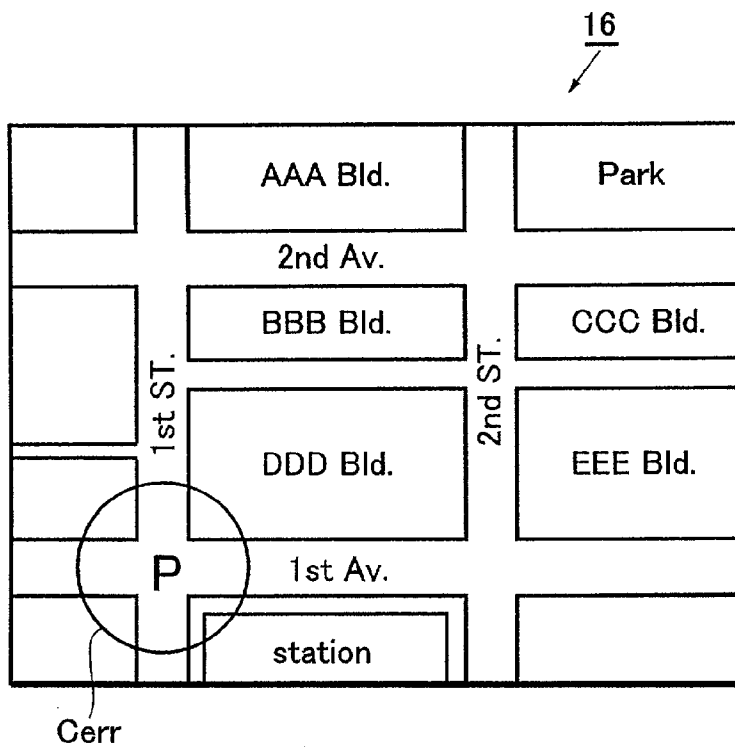 16
AAA Bld.
Park
2nd Av.
BBB Bld.
CCC Bld.
1st ST.
2nd ST.
DDD Bld.
EEE Bld.
P
1st Av.
station
Cerr